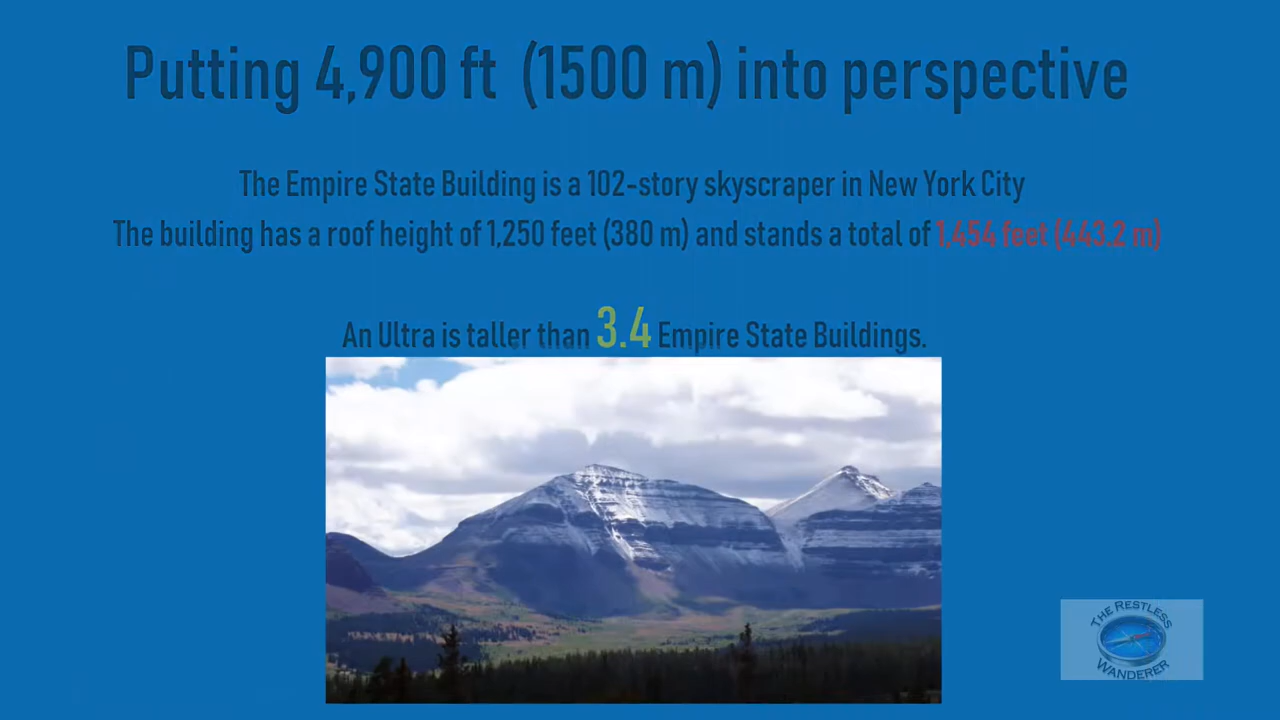 Putting 4,900 ft (1500 m) into perspective
The Empire State Building is a 102-story skyscraper in New York City
The building has a roof height of 1,250 feet (380 m) and stands a total of 1,454 feet (443.2 m)
An Ultra is taller than 3.4 Empire State Buildings.
THE RESTLESS
WANDERER